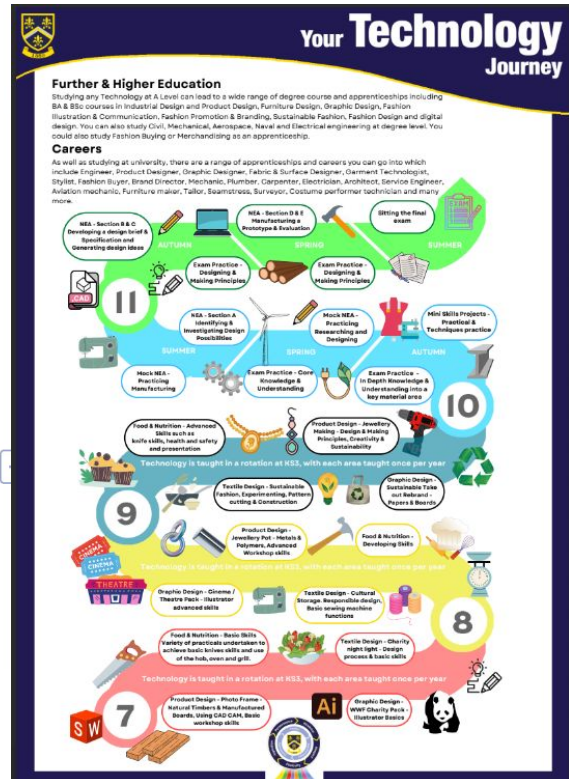 Your Technology
Journey
Further & Higher Education
Studying any Technology at A Level can lead to a wide range of degree course and apprenticeships including
BA & BSc courses in Industrial Design and Product Design, Furniture Design, Graphic Design, Fashion
Illustration & Communication, Fashion Promotion & Branding, Sustainable Fashion, Fashion Design and digital
design. You can also study Civil, Mechanical, Aerospace, Naval and Electrical engineering at degree level. You
could also study Fashion Buying or Merchandising as an apprenticeship.
Careers
As well as studying at university, there are a range of apprenticeships and careers you can go into which
include Engineer, Product Designer, Graphic Designer, Fabric & Surface Designer, Garment Technologist,
Stylist, Fashion Buyer, Brand Director, Mechanic, Plumber, Carpenter, Electrician, Architect, Service Engineer,
Aviation mechanic, Furniture maker, Tailor, Seamstress, Surveyor, Costume performer technician and many
more.
NEA - Section B & C
Developing a design brief &
Specification and
Generating design ideas
NEA - Section D & E
Manufacturing a
Prototype & Evaluation
Sitting the final
exam
EXAM
AUTUMN
SPRING
SUMMER
Exam Practice -
Designing &
Making Principles
Exam Practice -
Designing &
Making Principles
.CAD
11
NEA - Section A
Identifying &
Investigating Design
Possibilities
Mock NEA -
Practicing
Researching and
Designing
Mini Skills Projects -
Practical &
Techniques practice
SUMMER
SPRING
AUTUMN
Mock NEA -
Practicing
Manufacturing
Exam Practice - Core
Knowledge &
Understanding
Exam Practice -
In Depth Knowledge &
Understanding into a
key material area
10
Food & Nutrition - Advanced
Skills such as
knife skills, health and safety
and presentation
Product Design - Jewellery
Making - Design & Making
Principles, Creativity &
Sustainability
Technology is taught in a rotation at KS3, with each area taught once per year
Textile Design - Sustainable
Fashion, Experimenting, Pattern
cutting & Construction
Graphic Design -
Sustainable Take
out Rebrand -
Papers & Boards
9
Product Design -
Jewellery Pot - Metals &
Polymers, Advanced
Workshop skills
Food & Nutrition -
Developing Skills
CINEMA
CINEMA
THEATRE
Technology is taught in a rotation at KS3, with each area taught once per year
Graphic Design - Cinema /
Theatre Pack - Illustrator
advanced skills
Textile Design - Cultural
Storage. Responsible design,
Basic sewing machine
functions
8
Food & Nutrition - Basic Skills
Variety of practicals undertaken to
achieve basic knives skills and use
of the hob, oven and grill.
Textile Design - Charity
night light - Design
process & basic skills
Technology is taught in a rotation at KS3, with each area taught once per year
7
Product Design - Photo Frame -
Natural Timbers & Manufactured
Boards, Using CAD CAM, Basic
workshop skills
Graphic Design -
WWF Charity Pack -
Illustrator Basics
SW
Ai